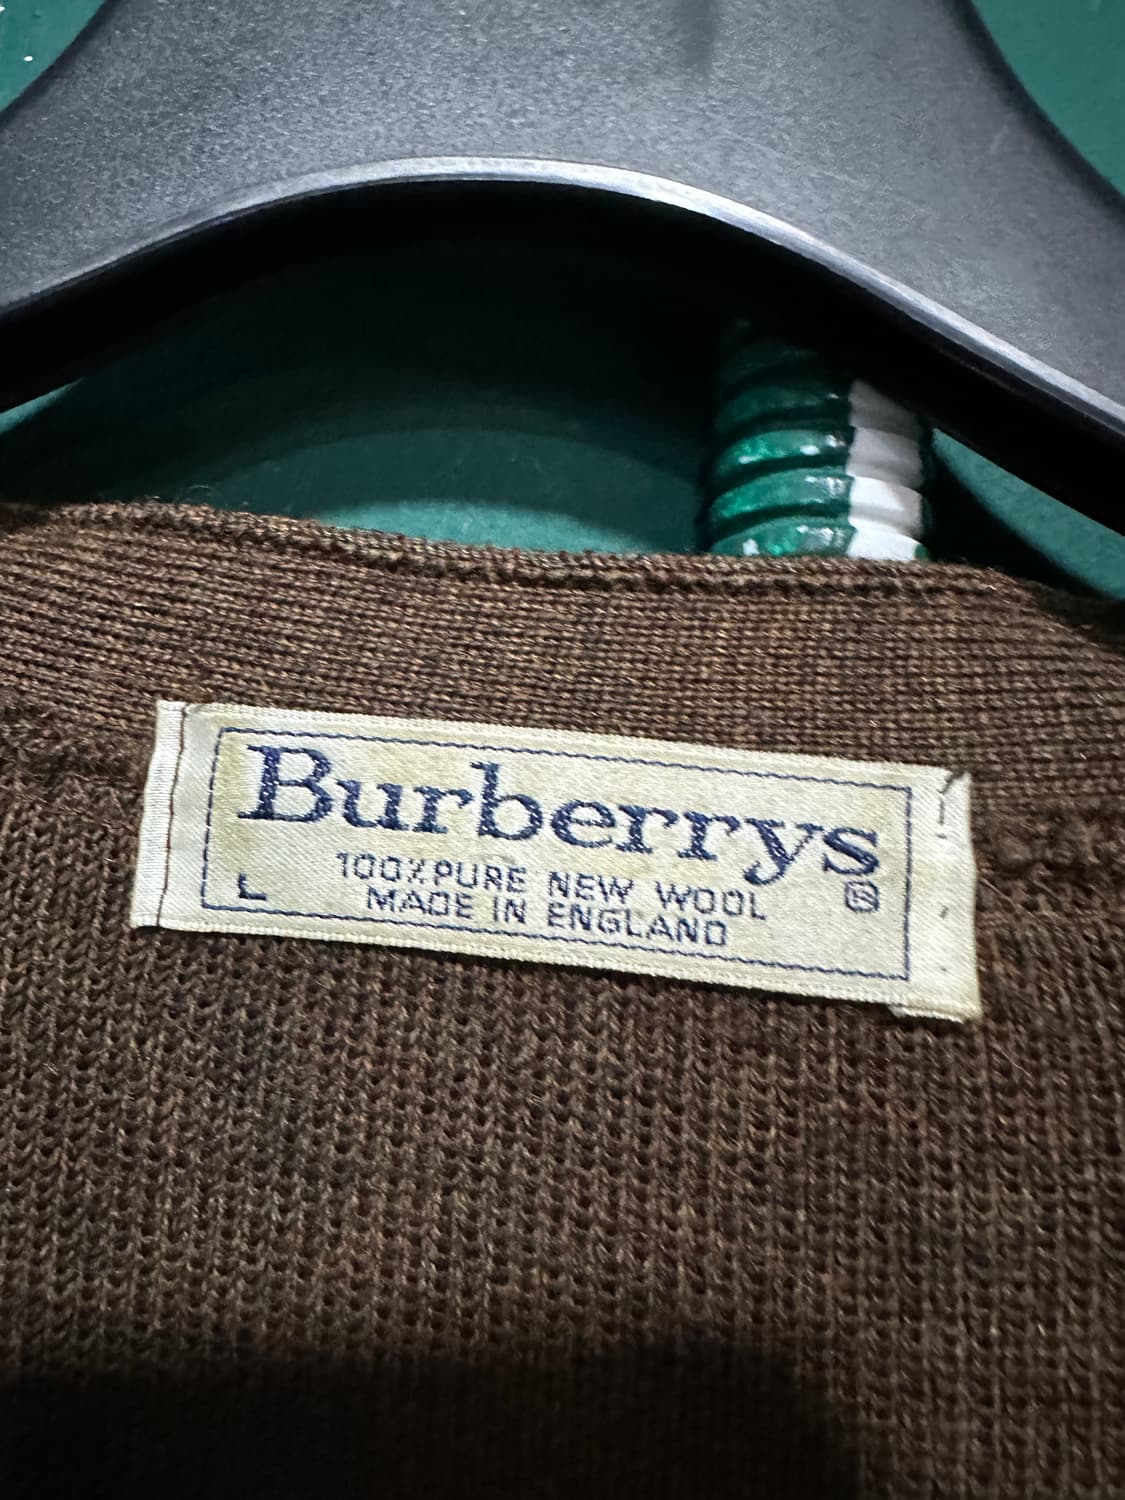 Burberrys
®
L 100% PURE NEW WOOL
MADE IN ENGLAND